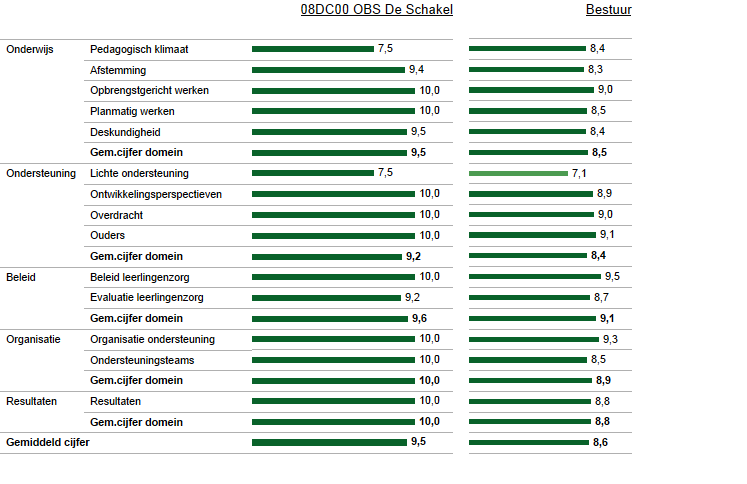 08DC00 OBS De Schakel Bestuur
Onderwijs Pedagogisch klimaat 7,5 8,4
Afstemming 9,4 8,3
Opbrengstgericht werken 10,0 9,0
Planmatig werken 10,0 8,5
Deskundigheid 9,5 8,4
Gem.cijfer domein 9,5 8,5
Ondersteuning Lichte ondersteuning 7,5 7,1
Ontwikkelingsperspectieven 10,0 8,9
Overdracht 10,0 9,0
Ouders 10,0 9,1
Gem.cijfer domein 9,2 8,4
Beleid Beleid leerlingenzorg 10,0 9,5
Evaluatie leerlingenzorg 9,2 8,7
Gem.cijfer domein 9,6 9,1
Organisatie Organisatie ondersteuning 10,0 9,3
Ondersteuningsteams 10,0 8,5
Gem.cijfer domein 10,0 8,9
Resultaten Resultaten 10,0 8,8
Gem.cijfer domein 10,0 8,8
Gemiddeld cijfer 9,5 8,6